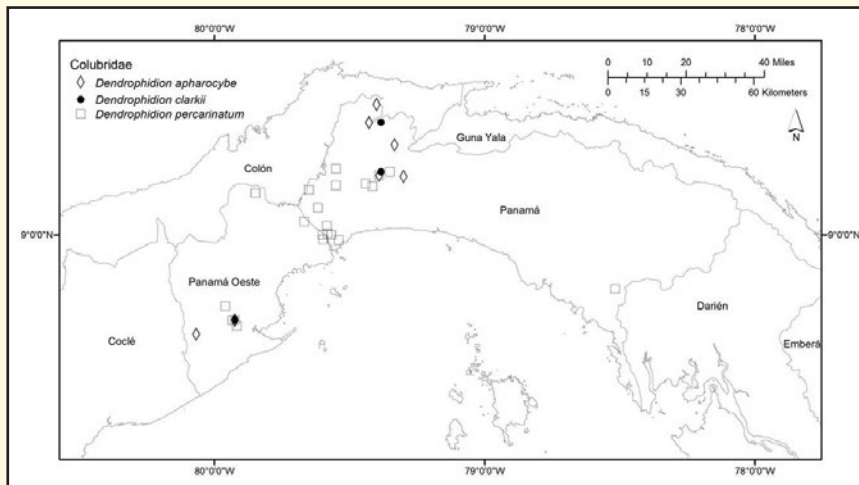 80°0'0"W
79°0'0"W
78°0'0"W
Colubridae
Dendrophidion apharocybe
Dendrophidion clarkii
Dendrophidion percarinatum
0 10 20 40 Miles
0 15 30 60 Kilometers
N
Guna Yala
Colón
Panamá
9°0'0"N
9°0'0"N
Panamá Oeste
Darién
Coclé
Emberá
80°0'0"W
79°0'0"W
78°0'0"W